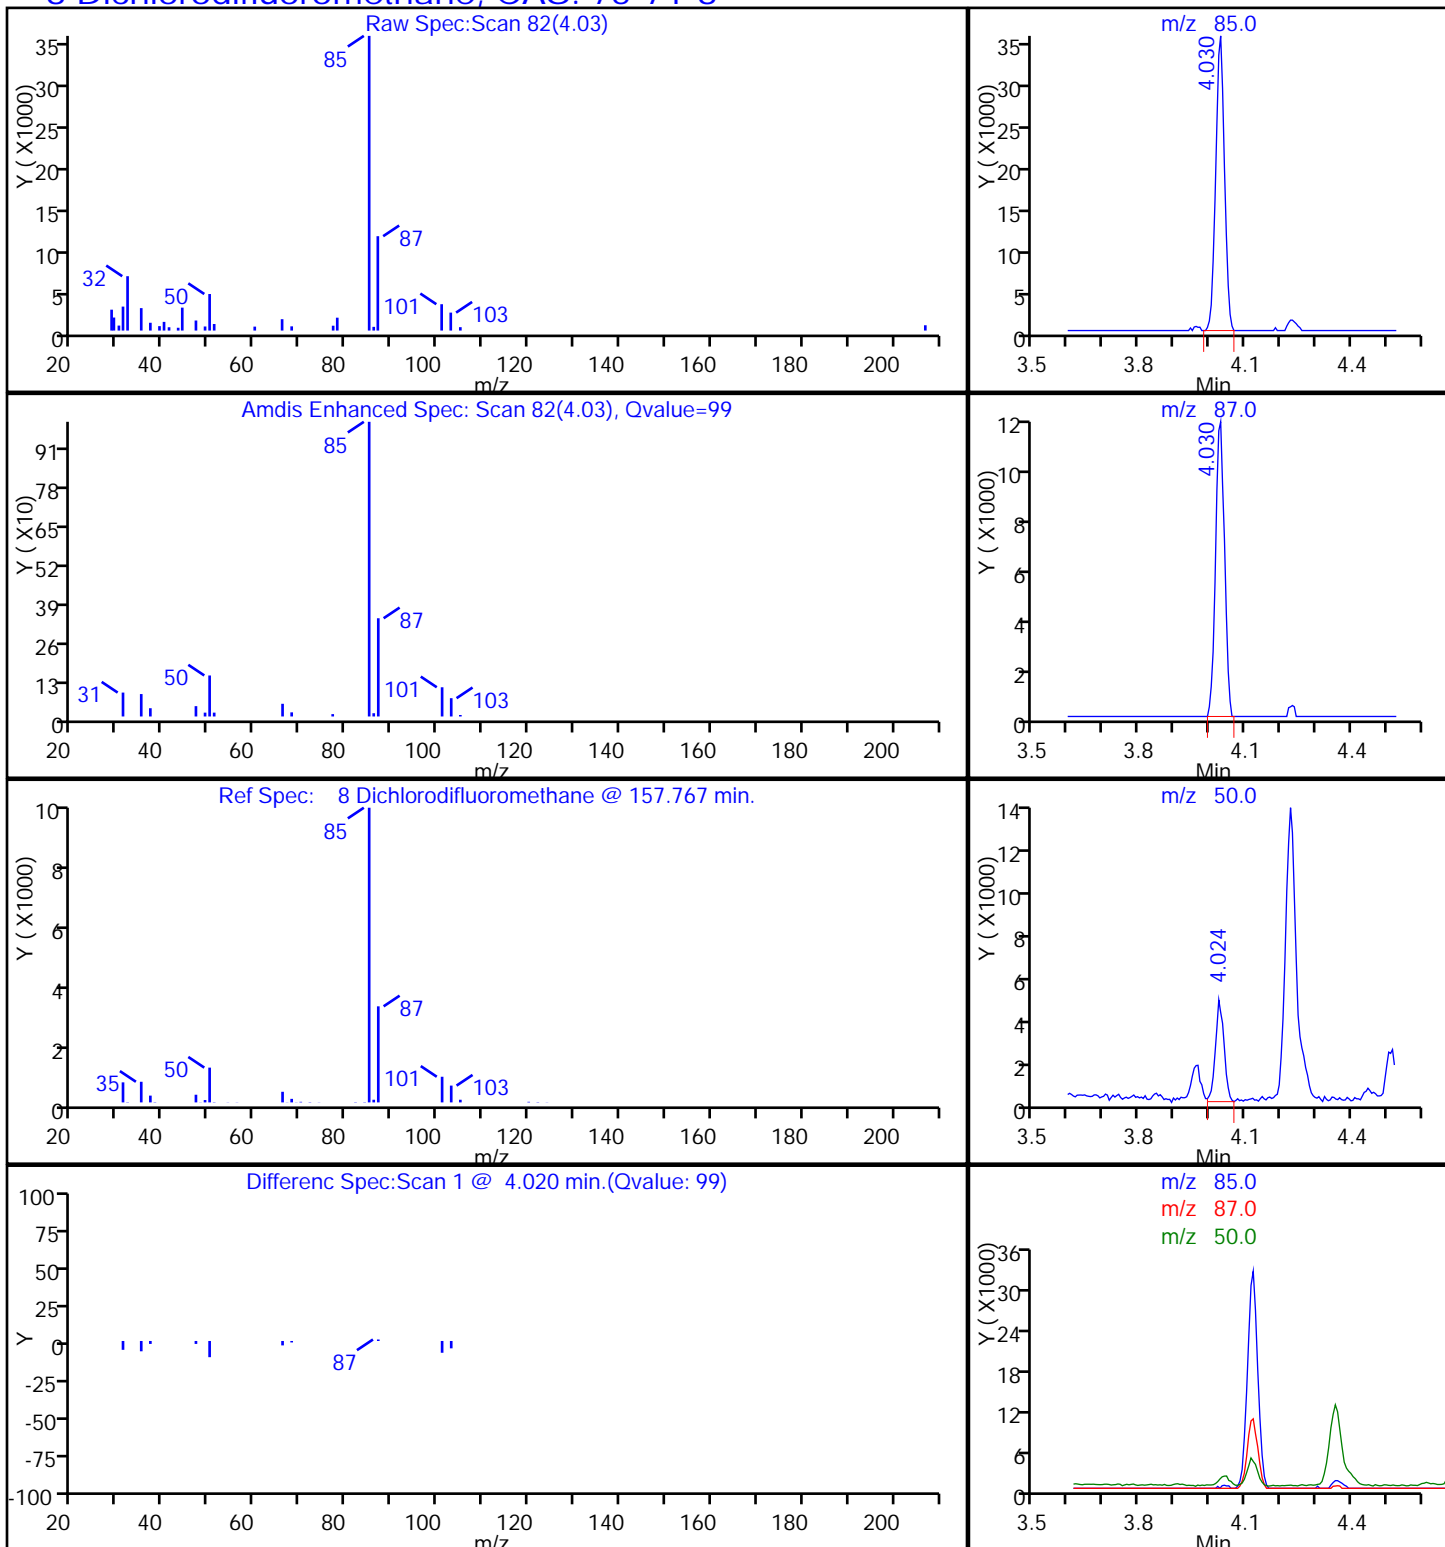 8 Dichlorodifluoromethane, CAS: 75-71-8
Raw Spec:Scan 82(4.03)
Y ( X1000)
35
30
25
20
15
10
5
0
85
87
32
50
101
103
20 40 60 80 100 120 140 160 180 200
m/z
m/z 85.0
Y ( X1000)
35
30
25
20
15
10
5
0
4.030
3.5 3.8 4.1 4.4
Min
Amdis Enhanced Spec: Scan 82(4.03), Qvalue=99
Y ( X10)
91
78
65
52
39
26
13
0
85
87
31
50
101
103
20 40 60 80 100 120 140 160 180 200
m/z
m/z 87.0
Y ( X1000)
12
10
8
6
4
2
0
4.030
3.5 3.8 4.1 4.4
Min
Ref Spec: 8 Dichlorodifluoromethane @ 157.767 min.
Y ( X1000)
10
8
6
4
2
0
85
87
35
50
101
103
20 40 60 80 100 120 140 160 180 200
m/z
m/z 50.0
Y ( X1000)
14
12
10
8
6
4
2
0
4.024
3.5 3.8 4.1 4.4
Min
Differenc Spec:Scan 1 @ 4.020 min.(Qvalue: 99)
Y
100
75
50
25
0
-25
-50
-75
-100
87
20 40 60 80 100 120 140 160 180 200
m/z
m/z 85.0
m/z 87.0
m/z 50.0
Y ( X1000)
36
30
24
18
12
6
0
3.5 3.8 4.1 4.4
Min